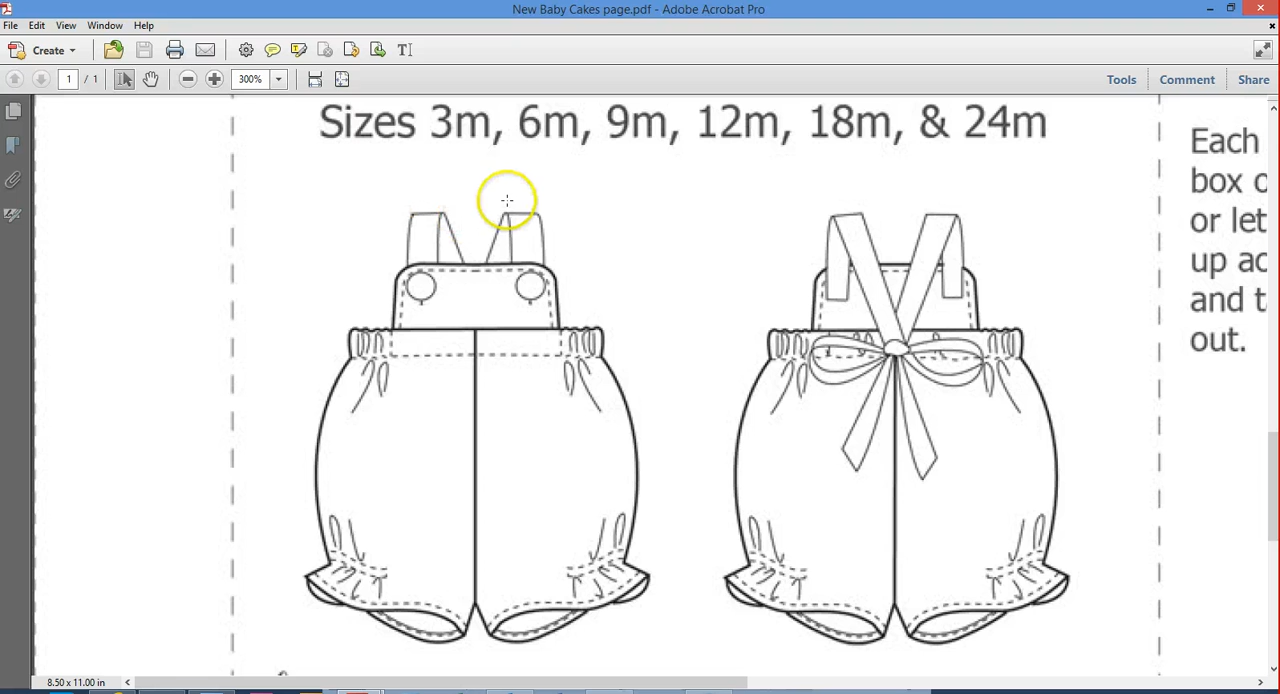 New Baby Cakes page.pdf - Adobe Acrobat Pro
File Edit View Window Help
Create
1 / 1 300% Tools Comment Share
Sizes 3m, 6m, 9m, 12m, 18m, & 24m
Each
box o
or let
up ac
and ta
out.
8.50 x 11.00 in